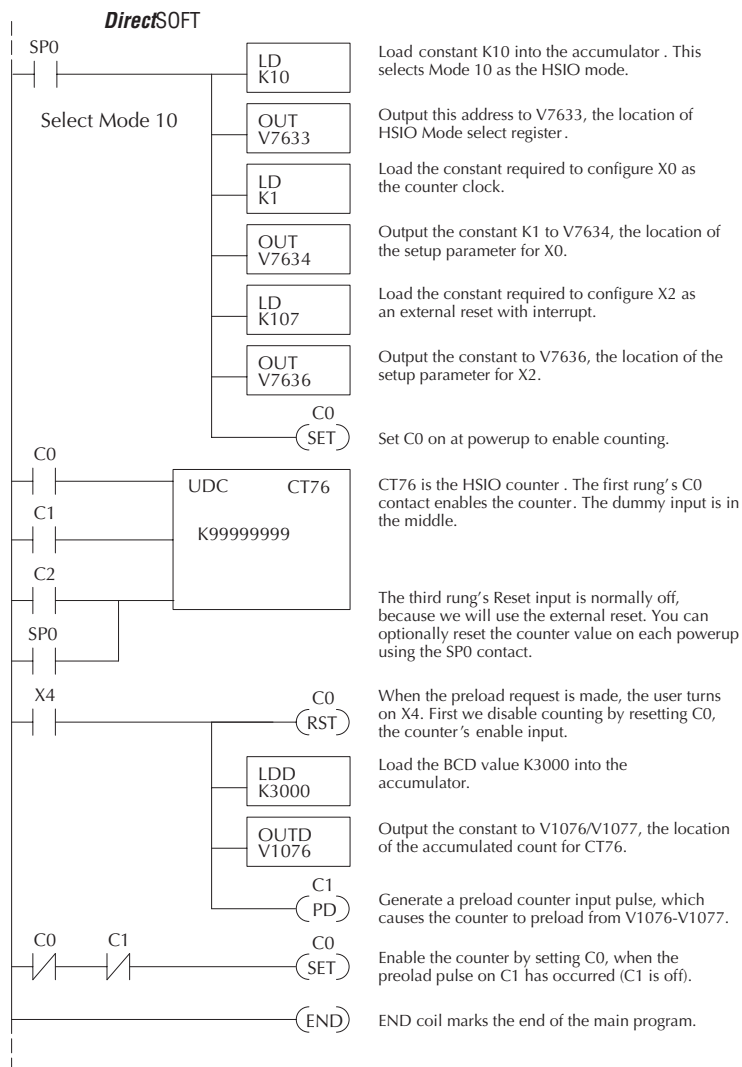 DirectSOFT
SP0
LD
K10
Load constant K10 into the accumulator . This
selects Mode 10 as the HSIO mode.
Select Mode 10
OUT
V7633
Output this address to V7633, the location of
HSIO Mode select register .
LD
K1
Load the constant required to configure X0 as
the counter clock.
OUT
V7634
Output the constant K1 to V7634, the location of
the setup parameter for X0.
LD
K107
Load the constant required to configure X2 as
an external reset with interrupt.
OUT
V7636
Output the constant to V7636, the location of the
setup parameter for X2.
C0
SET
Set C0 on at powerup to enable counting.
C0
UDC CT76
K99999999
CT76 is the HSIO counter . The first rung's C0
contact enables the counter. The dummy input is in
the middle.
C1
C2
SP0
The third rung's Reset input is normally off,
because we will use the external reset. You can
optionally reset the counter value on each powerup
using the SP0 contact.
X4
C0
RST
When the preload request is made, the user turns
on X4. First we disable counting by resetting C0,
the counter's enable input.
LDD
K3000
Load the BCD value K3000 into the
accumulator.
OUTD
V1076
Output the constant to V1076/V1077, the location
of the accumulated count for CT76.
C1
PD
Generate a preload counter input pulse, which
causes the counter to preload from V1076-V1077.
C0 C1 C0
SET
Enable the counter by setting C0, when the
preolad pulse on C1 has occurred (C1 is off).
END
END coil marks the end of the main program.